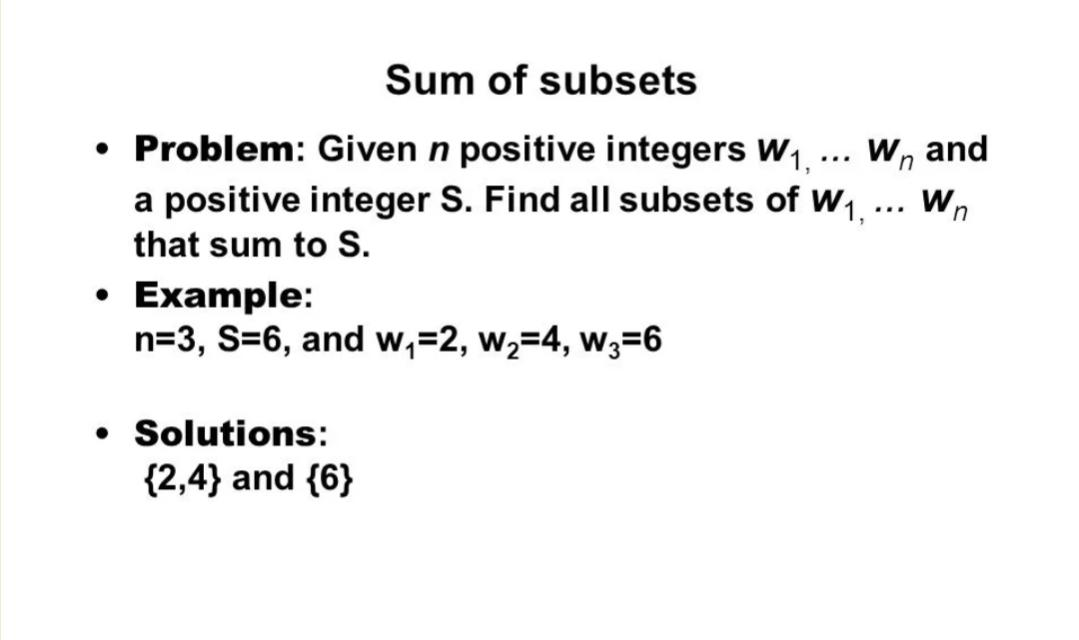 Sum of subsets
• Problem: Given n positive integers w₁, ... wₙ and
a positive integer S. Find all subsets of w₁, ... wₙ
that sum to S.
• Example:
n=3, S=6, and w₁=2, w₂=4, w₃=6
• Solutions:
{2,4} and {6}